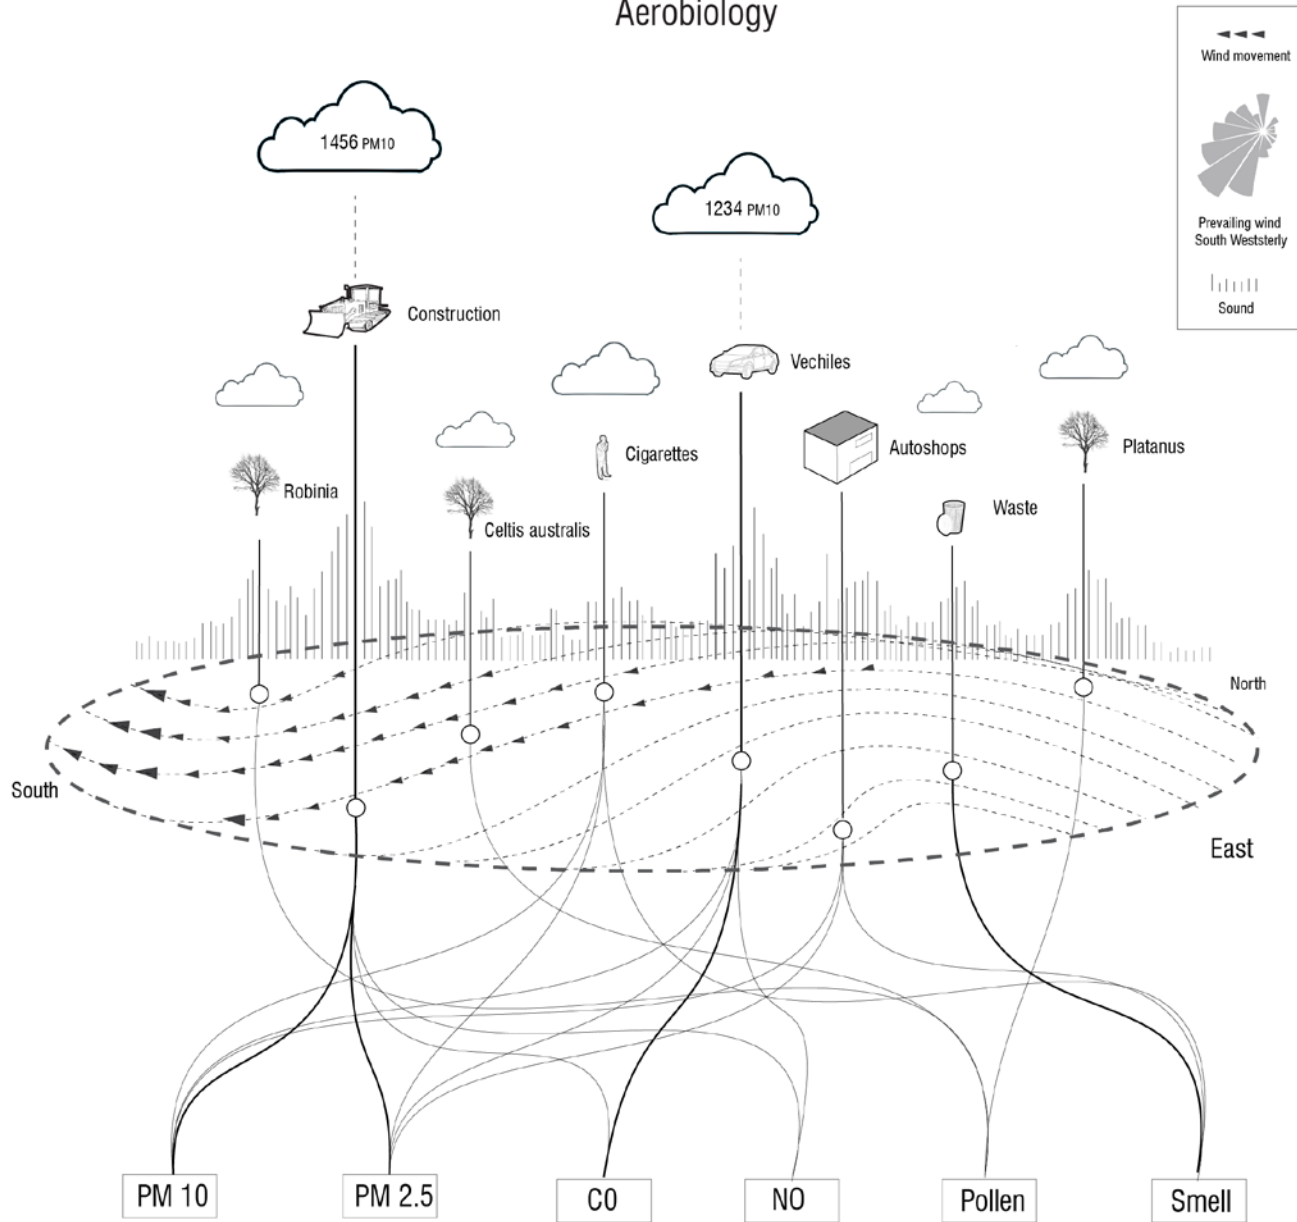 Aerobiology
Wind movement
Prevailing wind
South Weststerly
Sound
1456 PM10
1234 PM10
Construction
Vechiles
Robinia
Celtis australis
Cigarettes
Autoshops
Waste
Platanus
North
South
East
PM 10
PM 2.5
C0
NO
Pollen
Smell